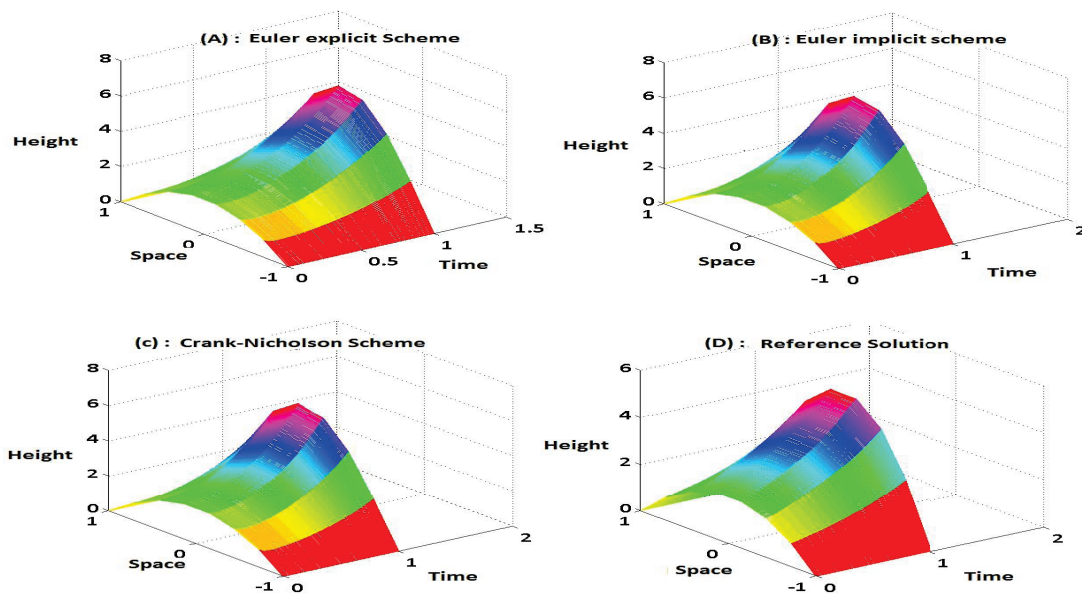 (A) : Euler explicit Scheme
8
6
Height
4
2
0
1
0
Space
-1
0
0.5
1
Time
1.5
(B) : Euler implicit scheme
8
6
Height
4
2
0
1
0
Space
-1
0
1
Time
2
(c) : Crank-Nicholson Scheme
8
6
4
Height
2
0
1
0
Space
-1
0
1
Time
2
(D) : Reference Solution
6
4
Height
2
0
1
0
Space
-1
0
1
Time
2